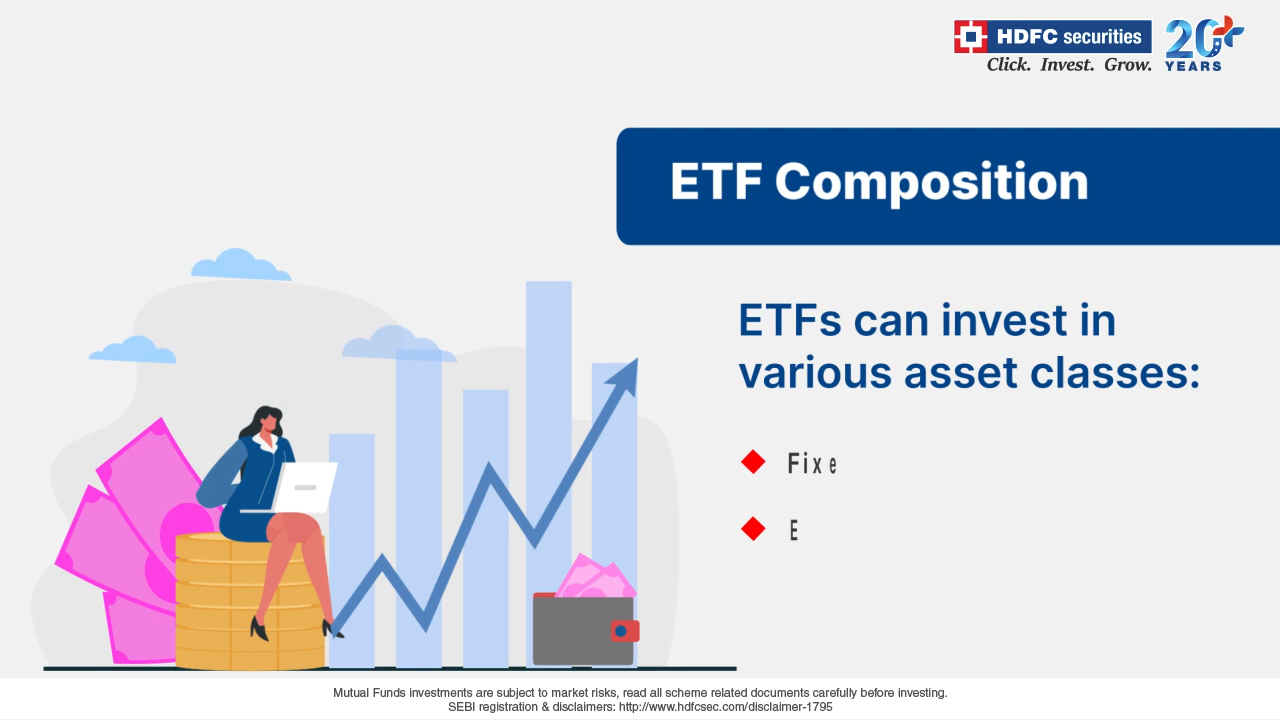 HDFC securities
Click. Invest. Grow.
20+
YEARS
ETF Composition
ETFs can invest in
various asset classes:
Fixe
E
Mutual Funds investments are subject to market risks, read all scheme related documents carefully before investing.
SEBI registration & disclaimers: http://www.hdfcsec.com/disclaimer-1795